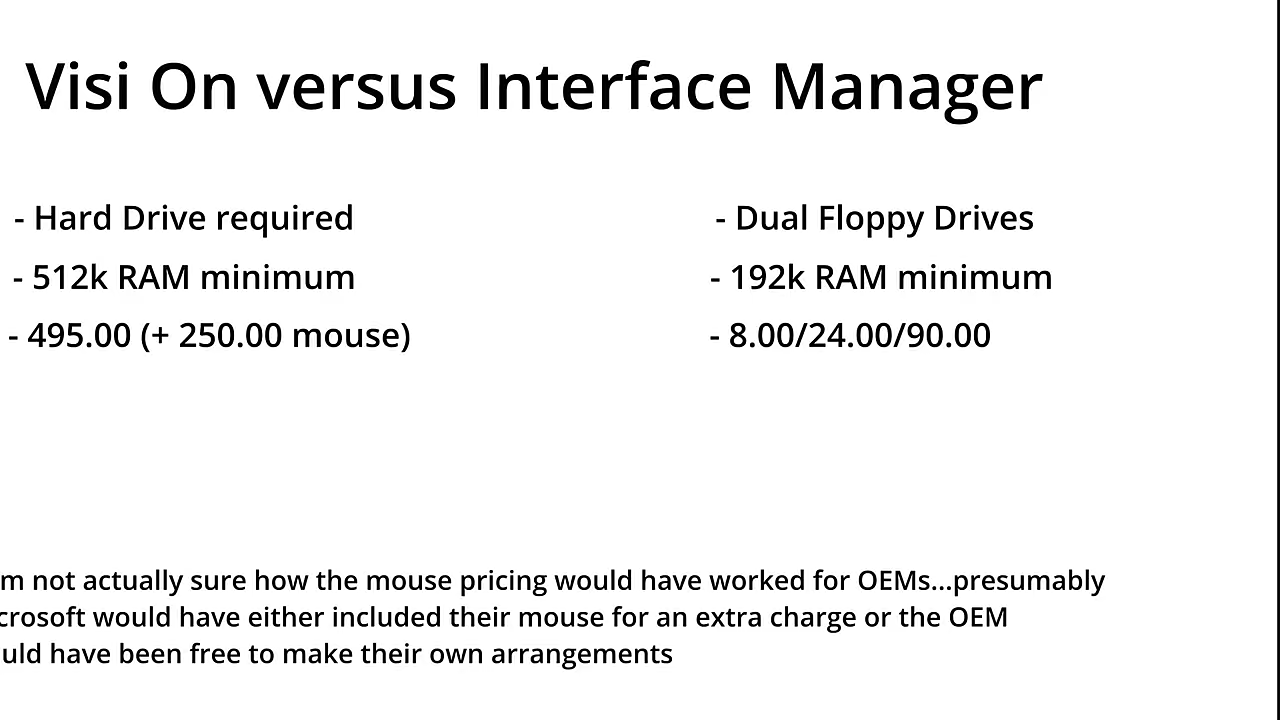 Visi On versus Interface Manager
- Hard Drive required
- 512k RAM minimum
- 495.00 (+ 250.00 mouse)
- Dual Floppy Drives
- 192k RAM minimum
- 8.00/24.00/90.00
m not actually sure how the mouse pricing would have worked for OEMs...presumably
crosoft would have either included their mouse for an extra charge or the OEM
uld have been free to make their own arrangements